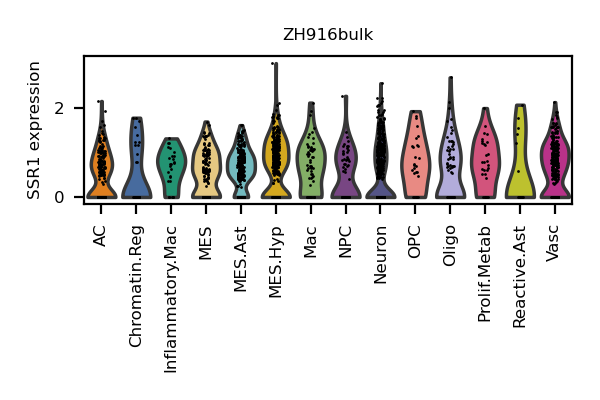 ZH916bulk
SSR1 expression
2
0
AC
Chromatin.Reg
Inflammatory.Mac
MES
MES.Ast
MES.Hyp
Mac
NPC
Neuron
OPC
Oligo
Prolif.Metab
Reactive.Ast
Vasc